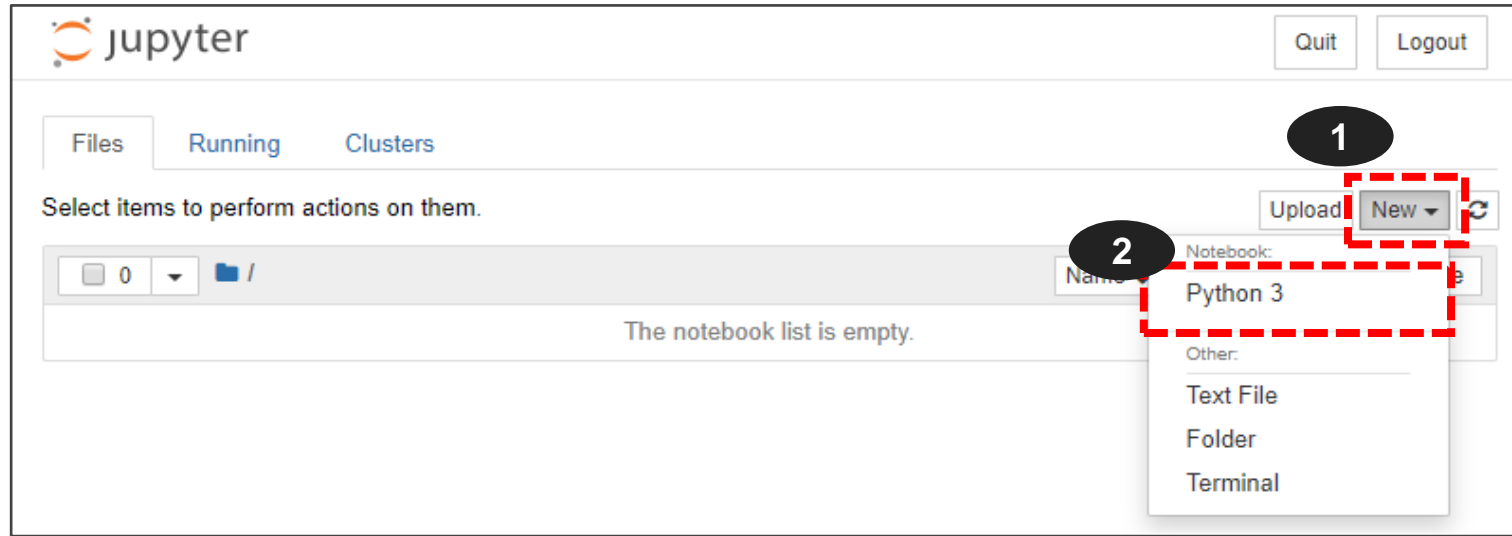 jupyter
Quit Logout
Files Running Clusters
1
Select items to perform actions on them.
Upload New
2
Notebook:
0 /
Python 3
The notebook list is empty.
Other:
Text File
Folder
Terminal